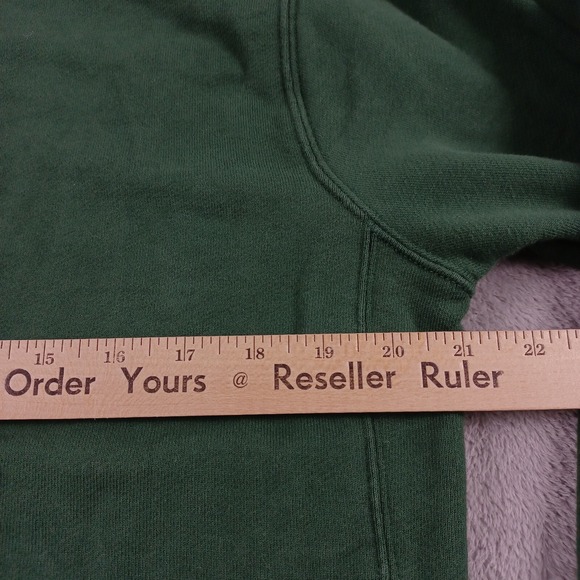 15 16 17 18 19 20 21 22
Order Yours @ Reseller Ruler